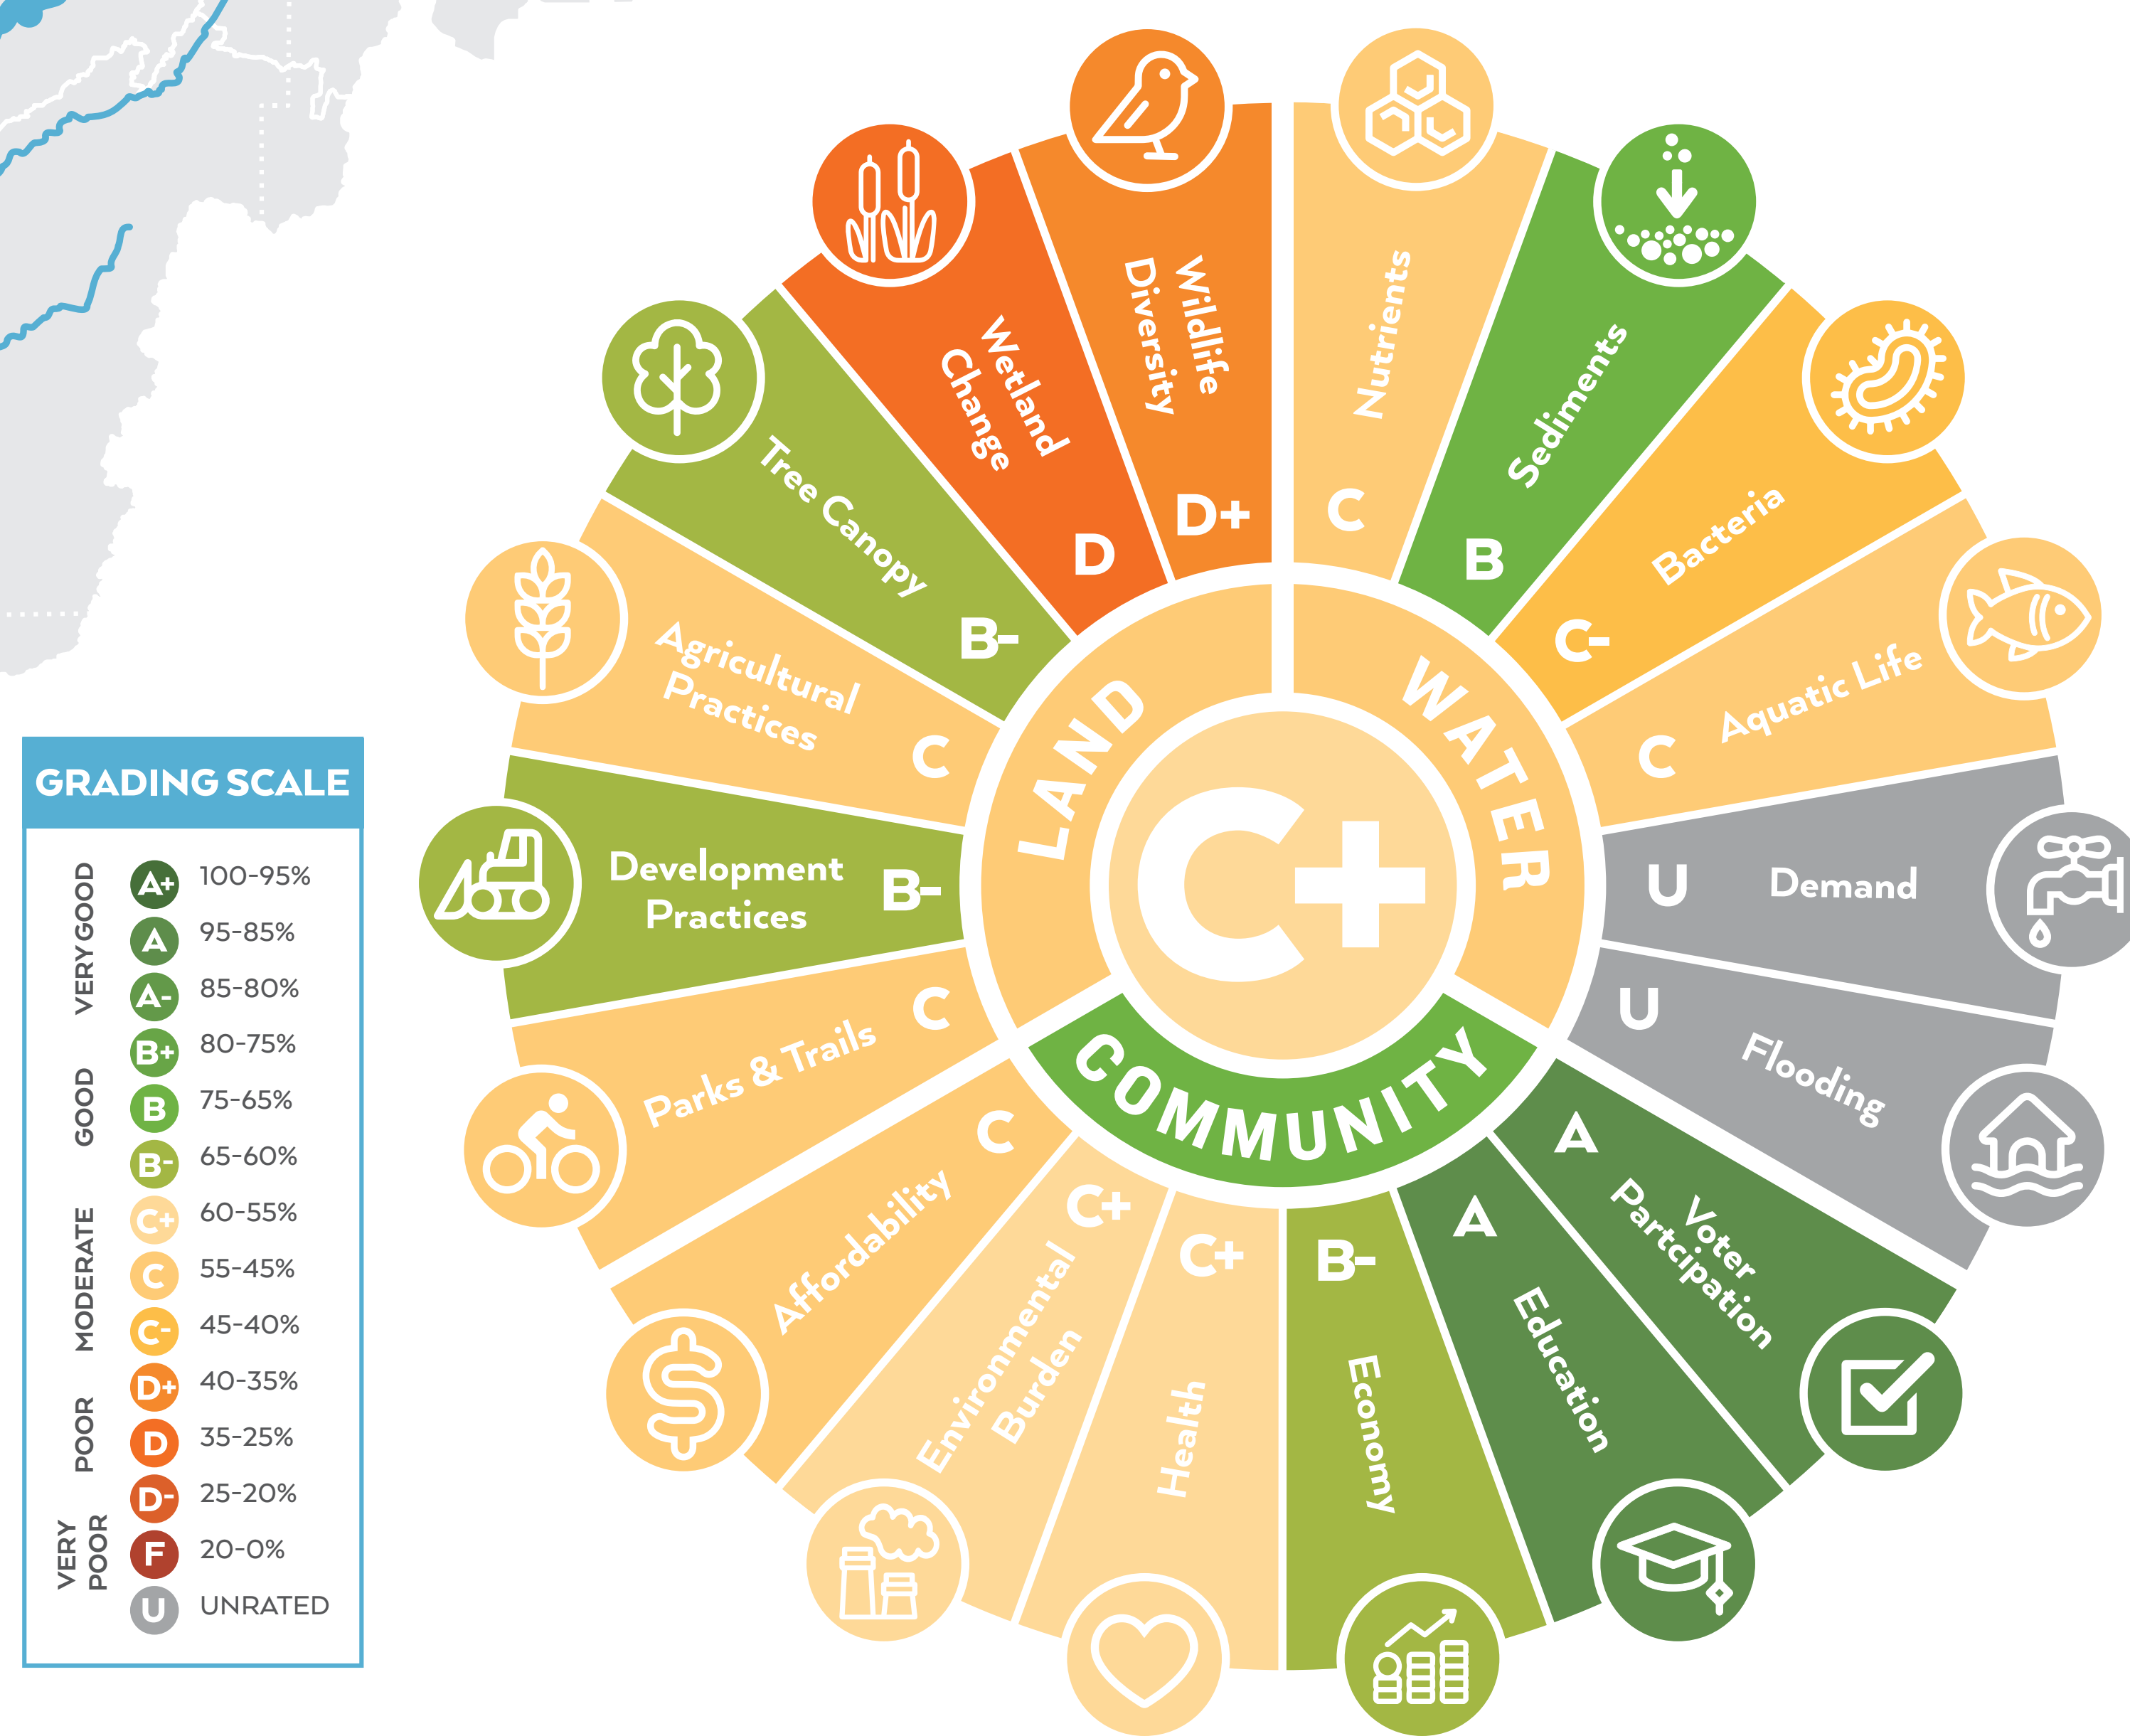 GRADING SCALE
VERY GOOD
A+ 100-95%
A 95-85%
A- 85-80%
GOOD
B+ 80-75%
B 75-65%
B- 65-60%
MODERATE
C+ 60-55%
C 55-45%
C- 45-40%
POOR
D+ 40-35%
D 35-25%
D- 25-20%
VERY
POOR
F 20-0%
U UNRATED
C+
LAND
WATER
COMMUNITY
Nutrients
C
Sediments
B
Bacteria
C-
Aquatic Life
C
Demand
U
Flooding
U
Voter
Partcipation
A
Education
A
Economy
B-
Health
C+
Environmental
Burden
C+
Affordability
C
Parks & Trails
C
Development
Practices
B-
Agricultural
Practices
C
Tree Canopy
B-
Wetland
Change
D
Wildlife
Diversity
D+